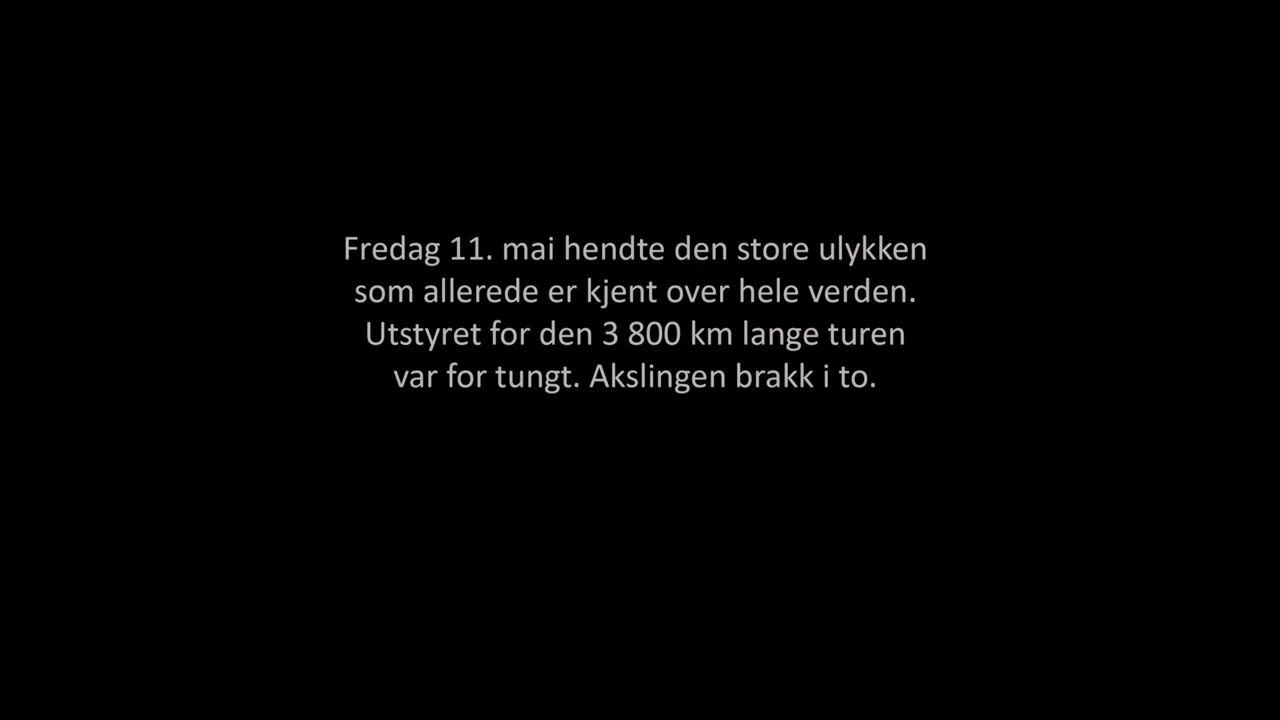 Fredag 11. mai hendte den store ulykken
som allerede er kjent over hele verden.
Utstyret for den 3 800 km lange turen
var for tungt. Akslingen brakk i to.